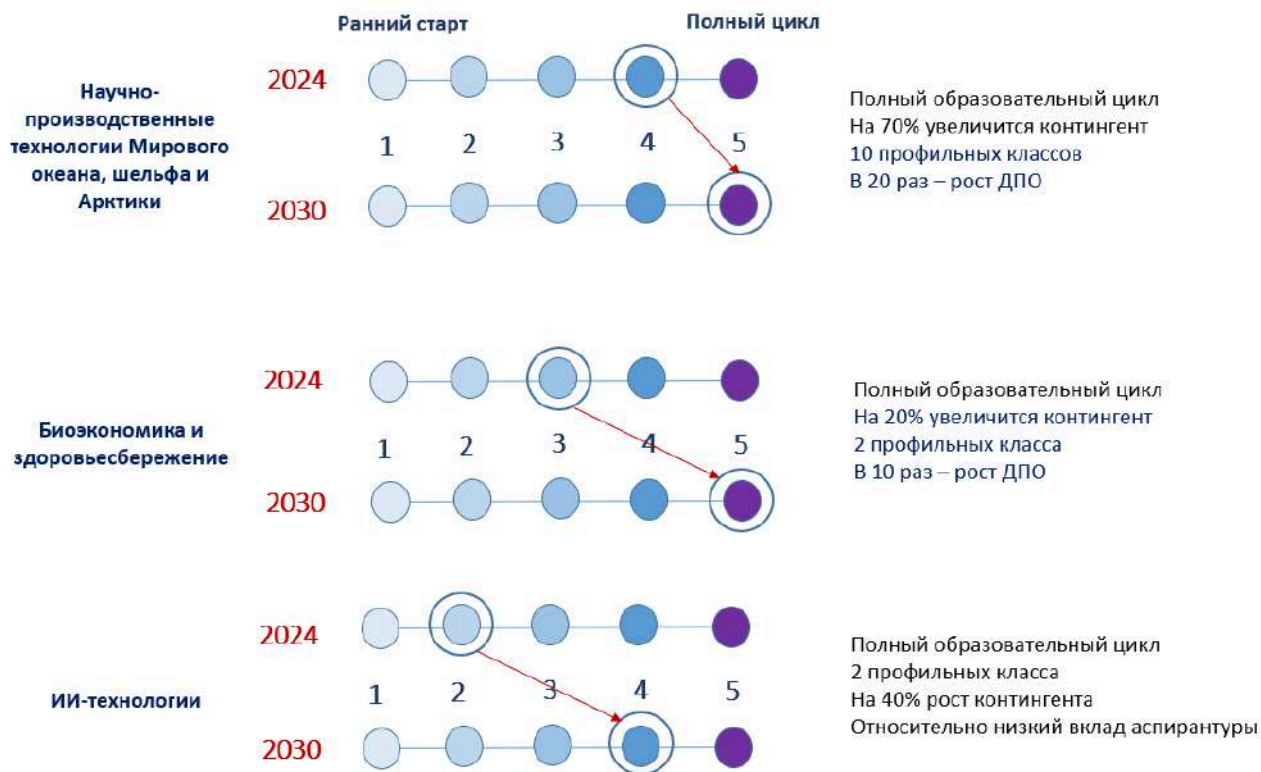 Ранний старт
Полный цикл
2024
Научно-
производственные
технологии Мирового
океана, шельфа и
Арктики
1 2 3 4 5
2030
Полный образовательный цикл
На 70% увеличится контингент
10 профильных классов
В 20 раз – рост ДПО
2024
Биоэкономика и
здоровьесбережение
1 2 3 4 5
2030
Полный образовательный цикл
На 20% увеличится контингент
2 профильных класса
В 10 раз – рост ДПО
2024
ИИ-технологии
1 2 3 4 5
2030
Полный образовательный цикл
2 профильных класса
На 40% рост контингента
Относительно низкий вклад аспирантуры